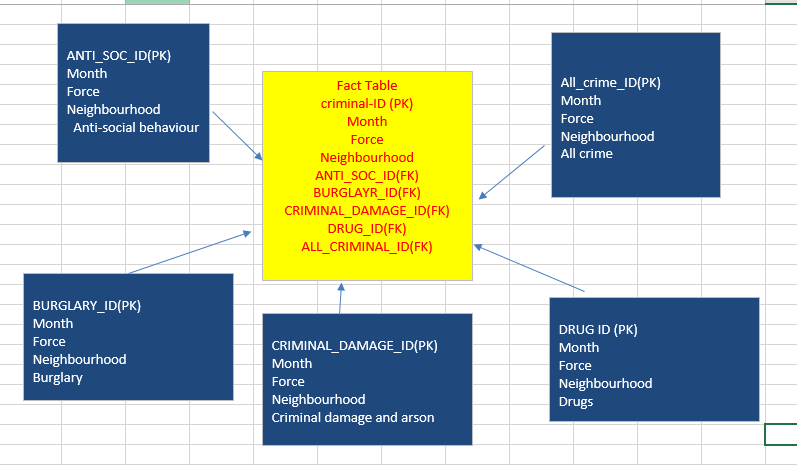 ANTI_SOC_ID(PK)
Month
Force
Neighbourhood
Anti-social behaviour
Fact Table
criminal-ID (PK)
Month
Force
Neighbourhood
ANTI_SOC_ID(FK)
BURGLAYR_ID(FK)
CRIMINAL_DAMAGE_ID(FK)
DRUG_ID(FK)
ALL_CRIMINAL_ID(FK)
All_crime_ID(PK)
Month
Force
Neighbourhood
All crime
BURGLARY_ID(PK)
Month
Force
Neighbourhood
Burglary
CRIMINAL_DAMAGE_ID(PK)
Month
Force
Neighbourhood
Criminal damage and arson
DRUG ID (PK)
Month
Force
Neighbourhood
Drugs